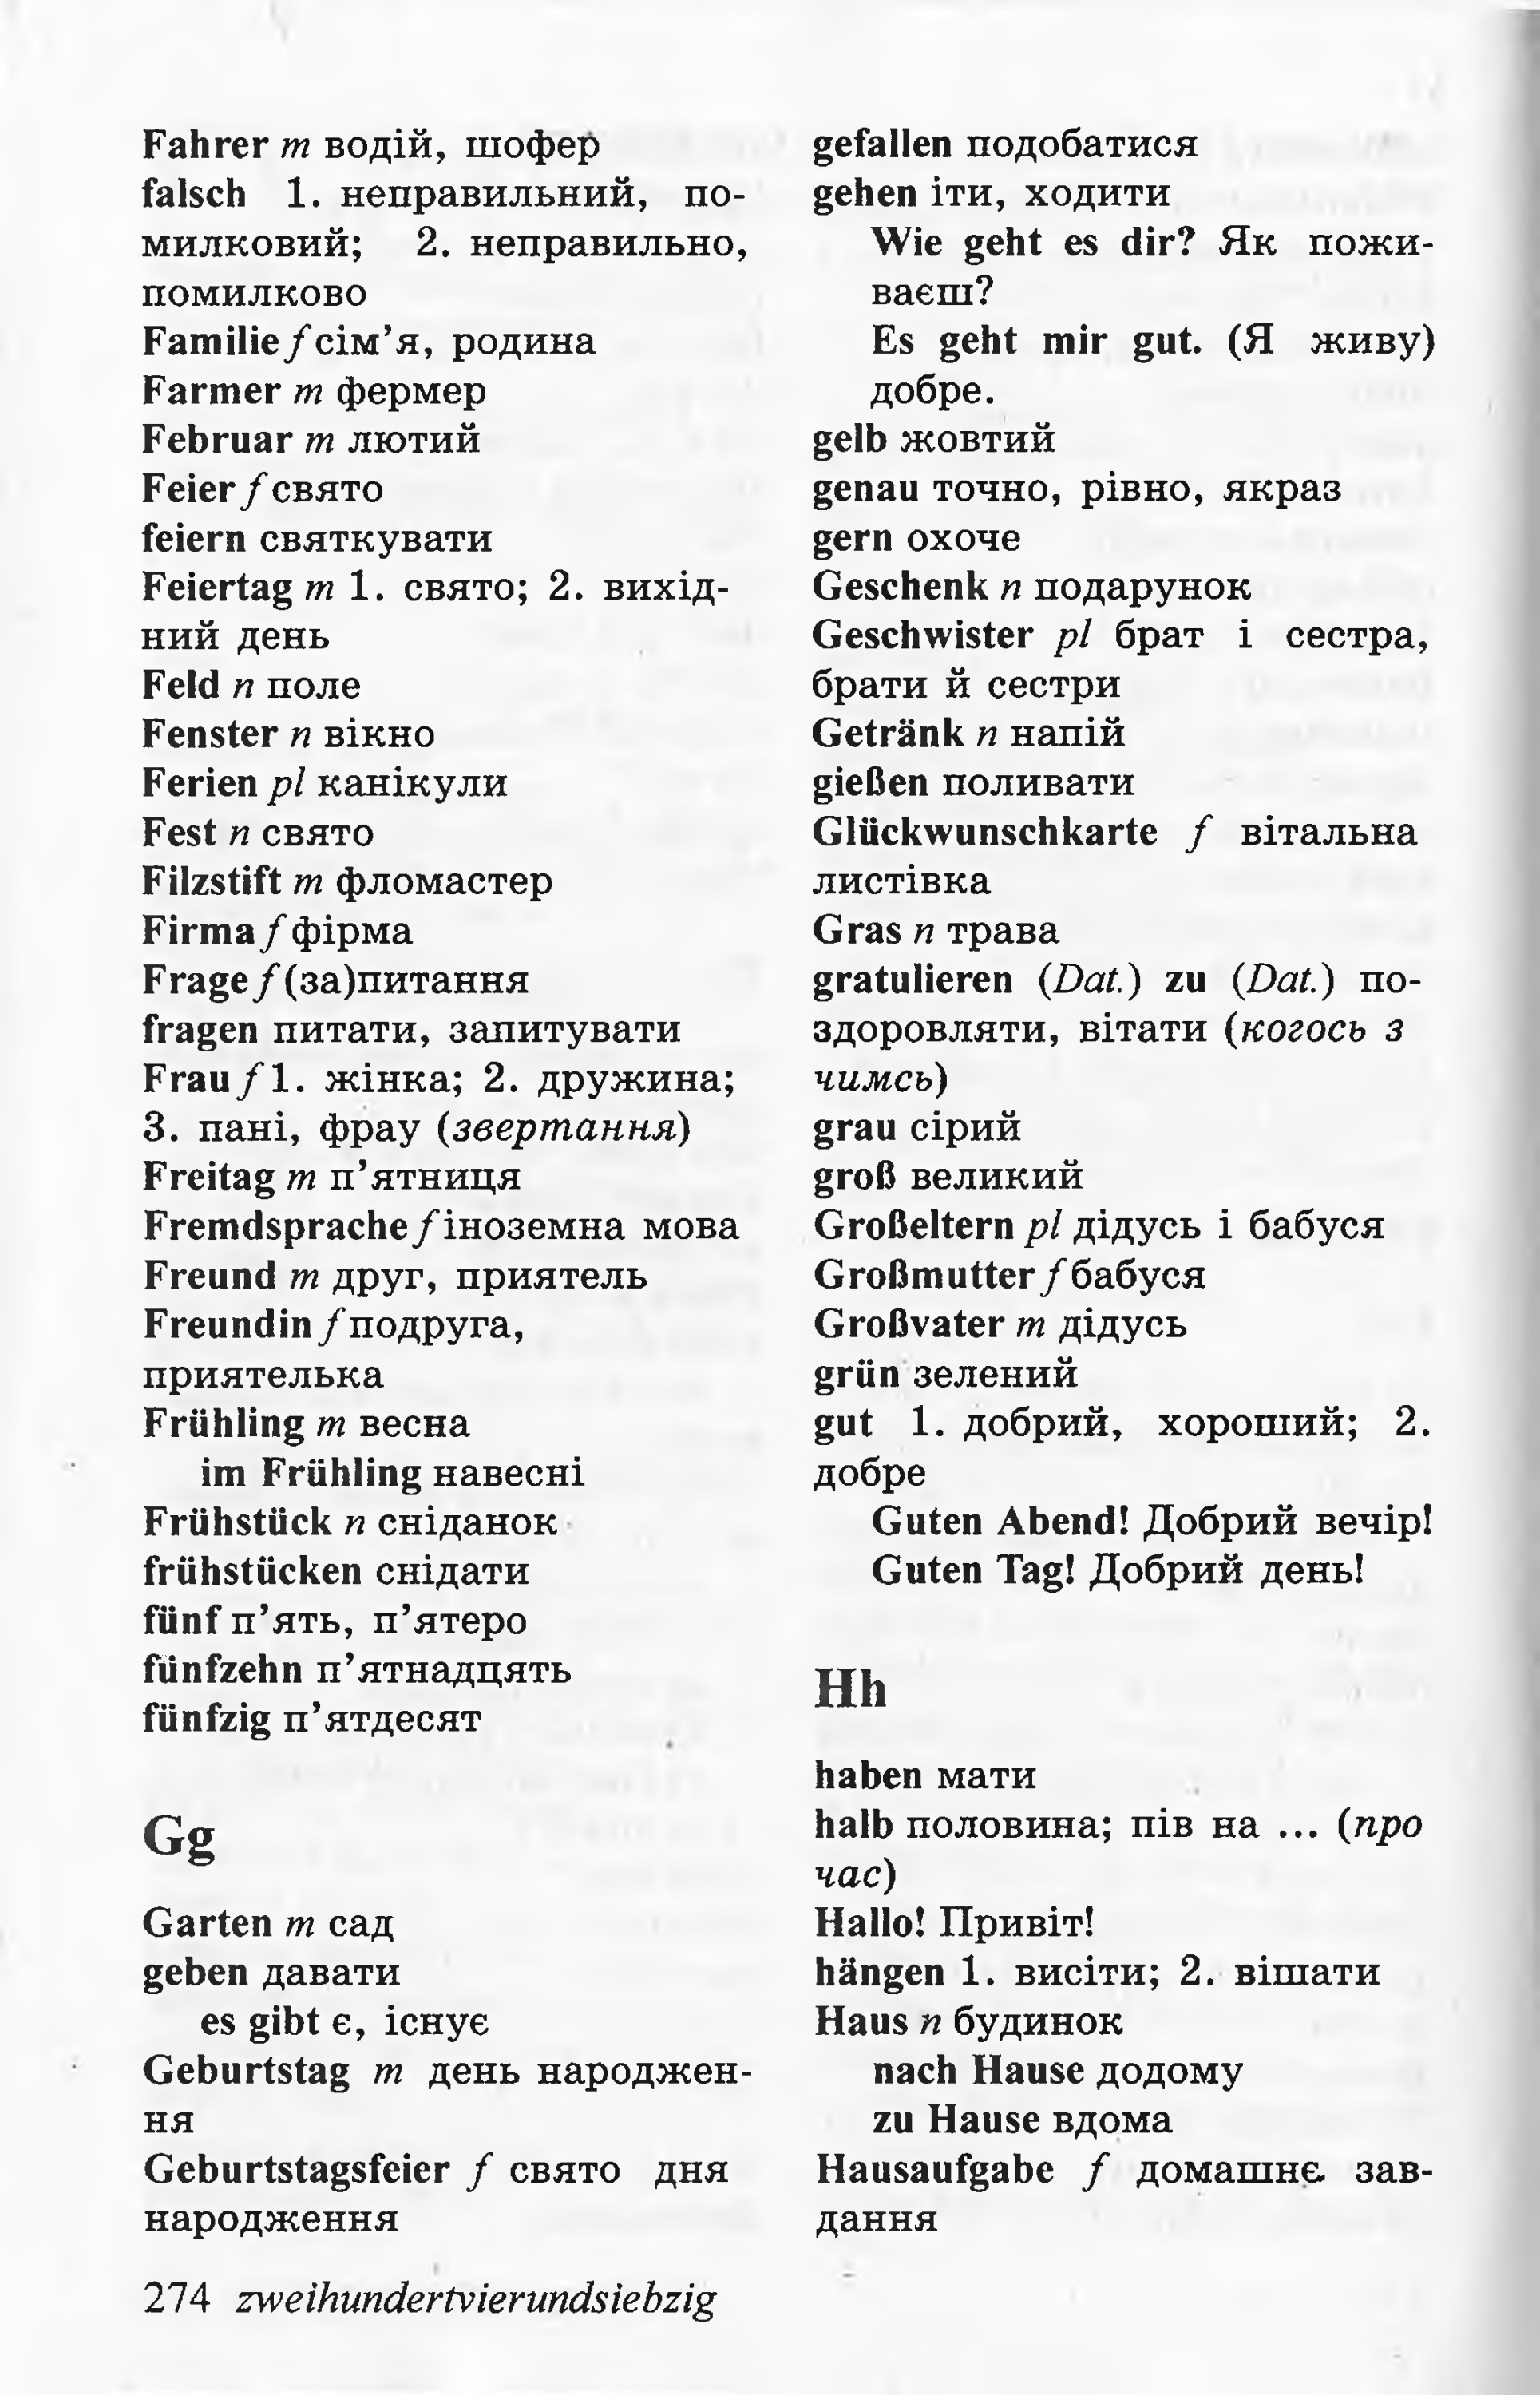 Fahrer m водій, шофер
falsch 1. неправильний, по-
милковий; 2. неправильно,
помилково
Familie f сім’я, родина
Farmer m фермер
Februar m лютий
Feier f свято
feiern святкувати
Feiertag m 1. свято; 2. вихід-
ний день
Feld n поле
Fenster n вікно
Ferien pl канікули
Fest n свято
Filzstift m фломастер
Firma f фірма
Frage f (за)питання
fragen питати, запитувати
Frau f 1. жінка; 2. дружина;
3. пані, фрау (звертання)
Freitag m п’ятниця
Fremdsprache f іноземна мова
Freund m друг, приятель
Freundin f подруга,
приятелька
Frühling m весна
im Frühling навесні
Frühstück n сніданок
frühstücken снідати
fünf п’ять, п’ятеро
fünfzehn п’ятнадцять
fünfzig п’ятдесят
Gg
Garten m сад
geben давати
es gibt є, існує
Geburtstag m день народжен-
ня
Geburtstagsfeier f свято дня
народження
gefallen подобатися
gehen іти, ходити
Wie geht es dir? Як пожи-
ваєш?
Es geht mir gut. (Я живу)
добре.
gelb жовтий
genau точно, рівно, якраз
gern охоче
Geschenk n подарунок
Geschwister pl брат і сестра,
брати й сестри
Getränk n напій
gießen поливати
Glückwunschkarte f вітальна
листівка
Gras n трава
gratulieren (Dat.) zu (Dat.) по-
здоровляти, вітати (когось з
чимсь)
grau сірий
groß великий
Großeltern pl дідусь і бабуся
Großmutter f бабуся
Großvater m дідусь
grün зелений
gut 1. добрий, хороший; 2.
добре
Guten Abend! Добрий вечір!
Guten Tag! Добрий день!
Hh
haben мати
halb половина; пів на ... (про
час)
Hallo! Привіт!
hängen 1. висіти; 2. вішати
Haus n будинок
nach Hause додому
zu Hause вдома
Hausaufgabe f домашнє зав-
дання
274 zweihundertvierundsiebzig